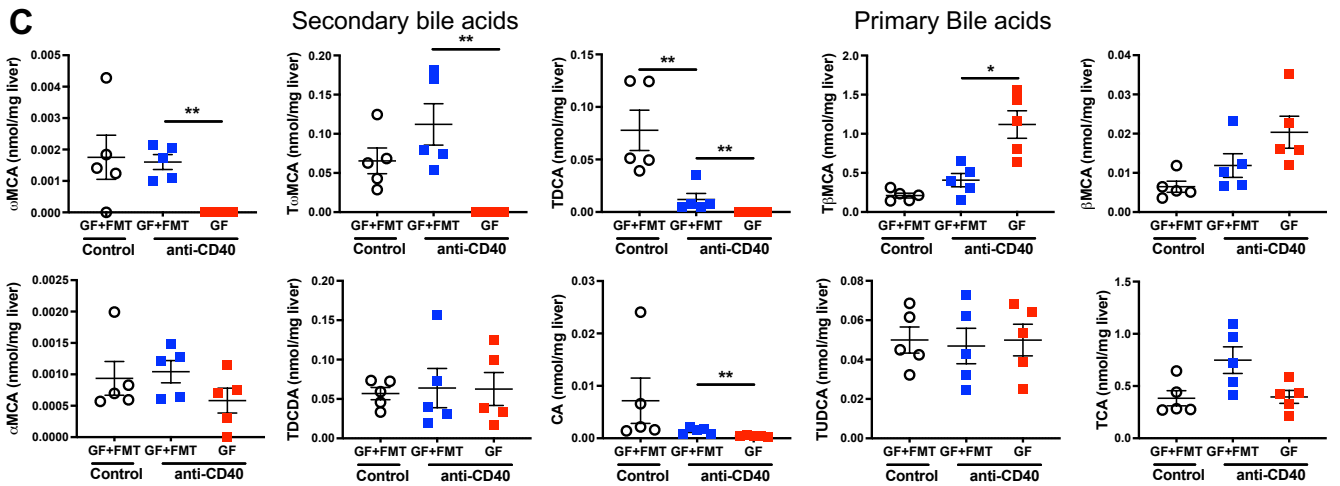 C
Secondary bile acids
Primary Bile acids
ωMCA (nmol/mg liver)
0.005
0.004
0.003
0.002
0.001
0.000
**
GF+FMT GF+FMT GF
Control anti-CD40
TωMCA (nmol/mg liver)
0.20
0.15
0.10
0.05
0.00
**
GF+FMT GF+FMT GF
Control anti-CD40
TDCA (nmol/mg liver)
0.15
0.10
0.05
0.00
**
**
GF+FMT GF+FMT GF
Control anti-CD40
TβMCA (nmol/mg liver)
2.0
1.5
1.0
0.5
0.0
*
GF+FMT GF+FMT GF
Control anti-CD40
βMCA (nmol/mg liver)
0.04
0.03
0.02
0.01
0.00
GF+FMT GF+FMT GF
Control anti-CD40
αMCA (nmol/mg liver)
0.0025
0.0020
0.0015
0.0010
0.0005
0.0000
GF+FMT GF+FMT GF
Control anti-CD40
TDCDA (nmol/mg liver)
0.20
0.15
0.10
0.05
0.00
GF+FMT GF+FMT GF
Control anti-CD40
CA (nmol/mg liver)
0.03
0.02
0.01
0.00
**
GF+FMT GF+FMT GF
Control anti-CD40
TUDCA (nmol/mg liver)
0.08
0.06
0.04
0.02
0.00
GF+FMT GF+FMT GF
Control anti-CD40
TCA (nmol/mg liver)
1.5
1.0
0.5
0.0
GF+FMT GF+FMT GF
Control anti-CD40